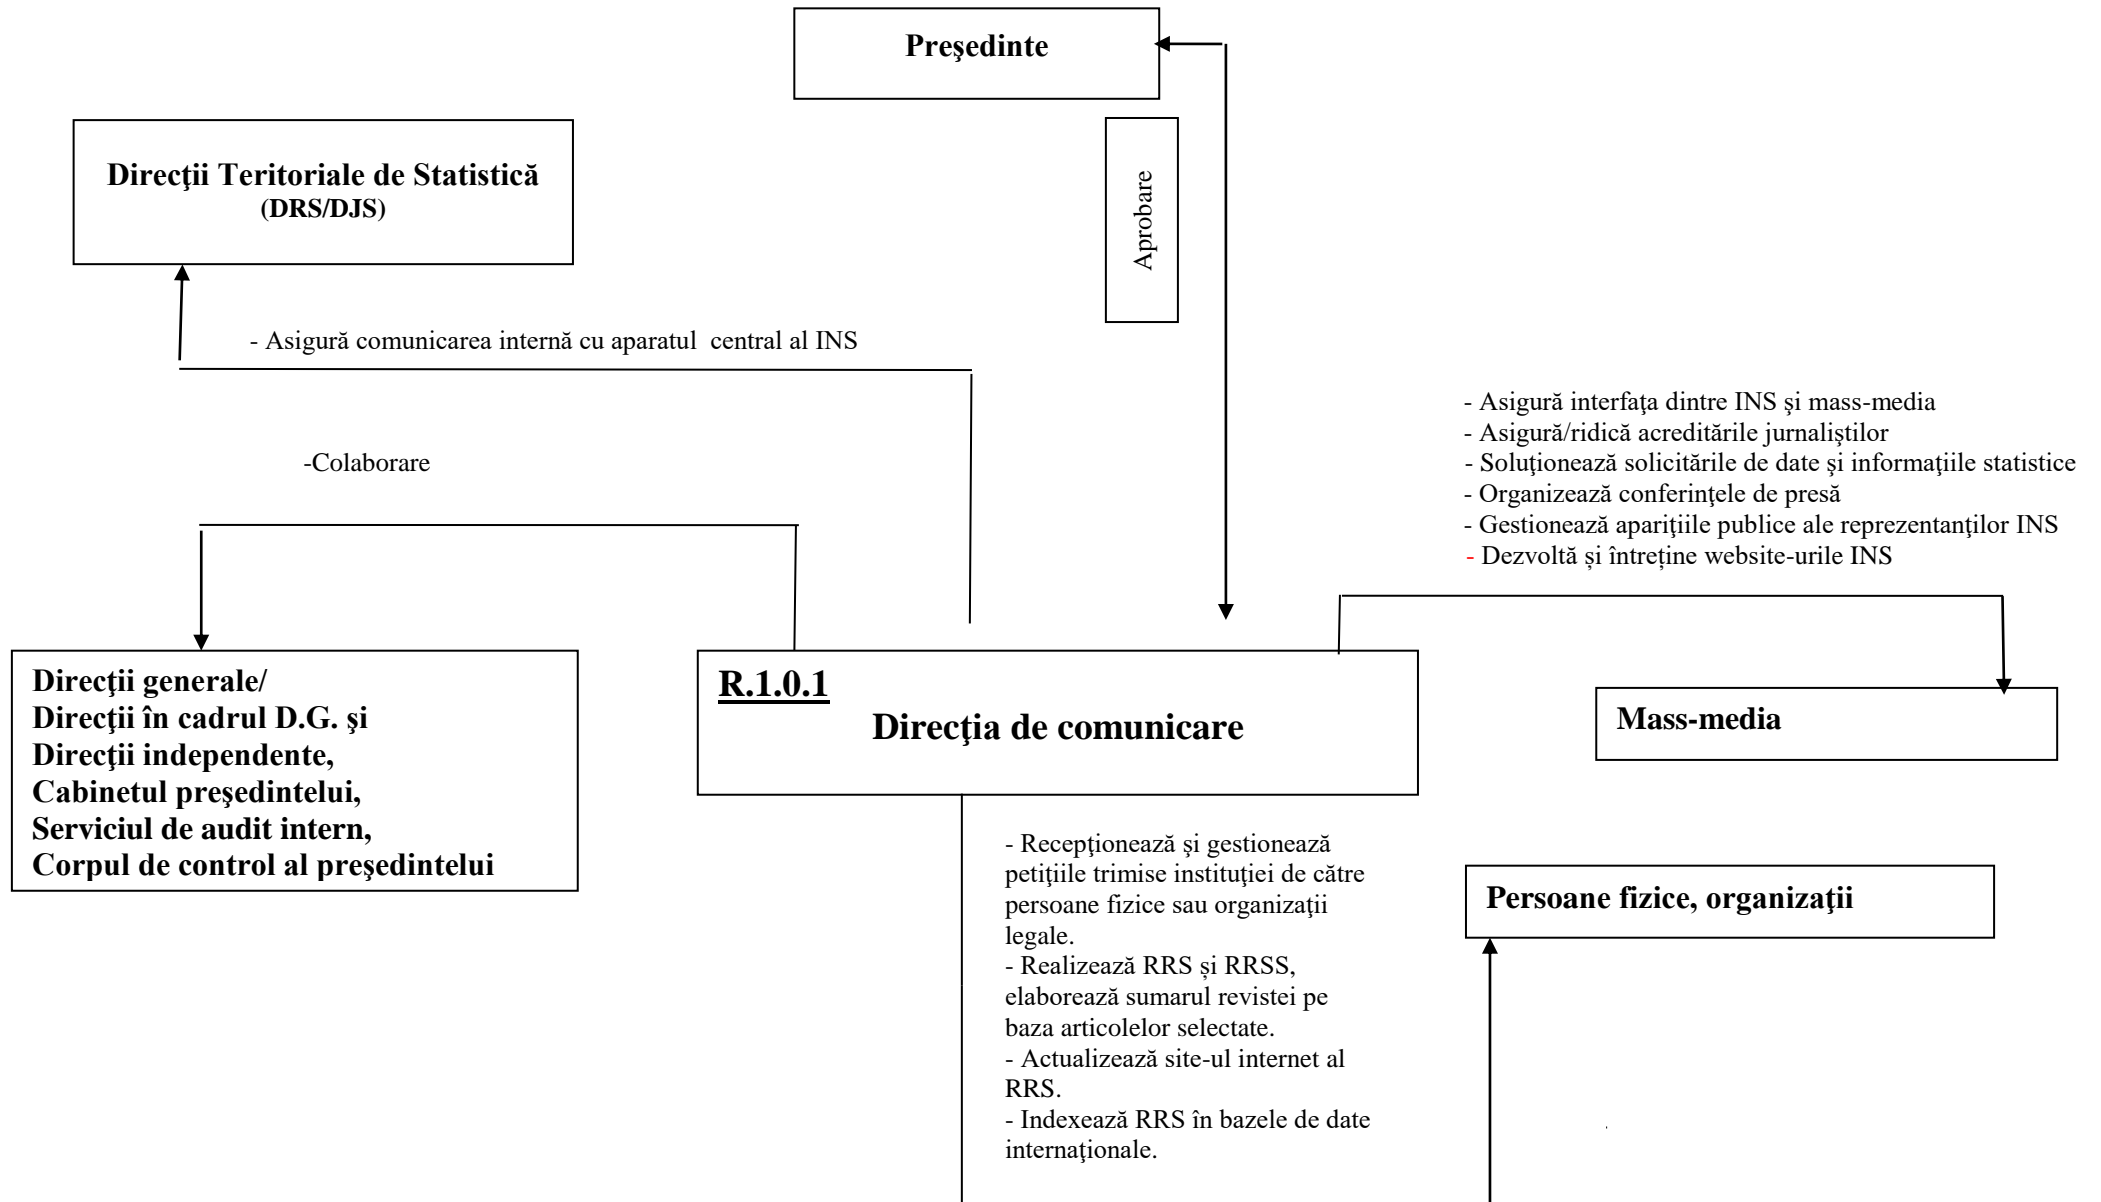 Preşedinte
Direcţii Teritoriale de Statistică
(DRS/DJS)
Aprobare
- Asigură comunicarea internă cu aparatul central al INS
- Asigură interfaţa dintre INS şi mass-media
- Asigură/ridică acreditările jurnaliştilor
- Soluţionează solicitările de date şi informaţiile statistice
- Organizează conferinţele de presă
- Gestionează apariţiile publice ale reprezentanţilor INS
- Dezvoltă și întreține website-urile INS
-Colaborare
Direcţii generale/
Direcţii în cadrul D.G. şi
Direcţii independente,
Cabinetul preşedintelui,
Serviciul de audit intern,
Corpul de control al preşedintelui
R.1.0.1
Direcţia de comunicare
Mass-media
- Recepţionează şi gestionează
petiţiile trimise instituţiei de către
persoane fizice sau organizaţii
legale.
- Realizează RRS și RRSS,
elaborează sumarul revistei pe
baza articolelor selectate.
- Actualizează site-ul internet al
RRS.
- Indexează RRS în bazele de date
internaţionale.
Persoane fizice, organizaţii